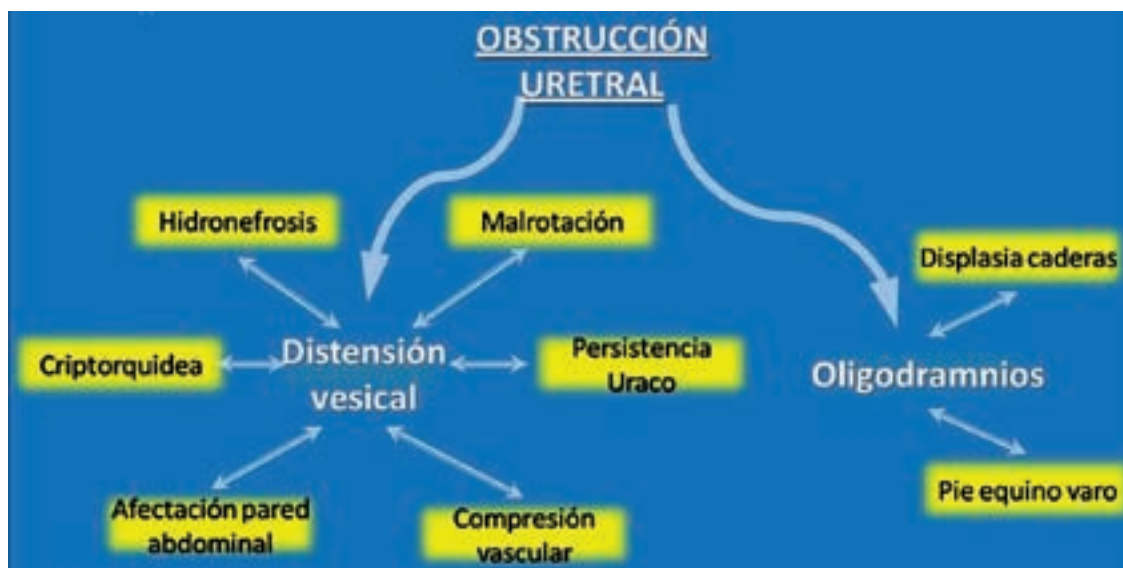 OBSTRUCCIÓN
URETRAL
Hidronefrosis
Malrotación
Displasia caderas
Criptorquidea
Distensión
vesical
Persistencia
Uraco
Oligodramnios
Afectación pared
abdominal
Compresión
vascular
Pie equino varo